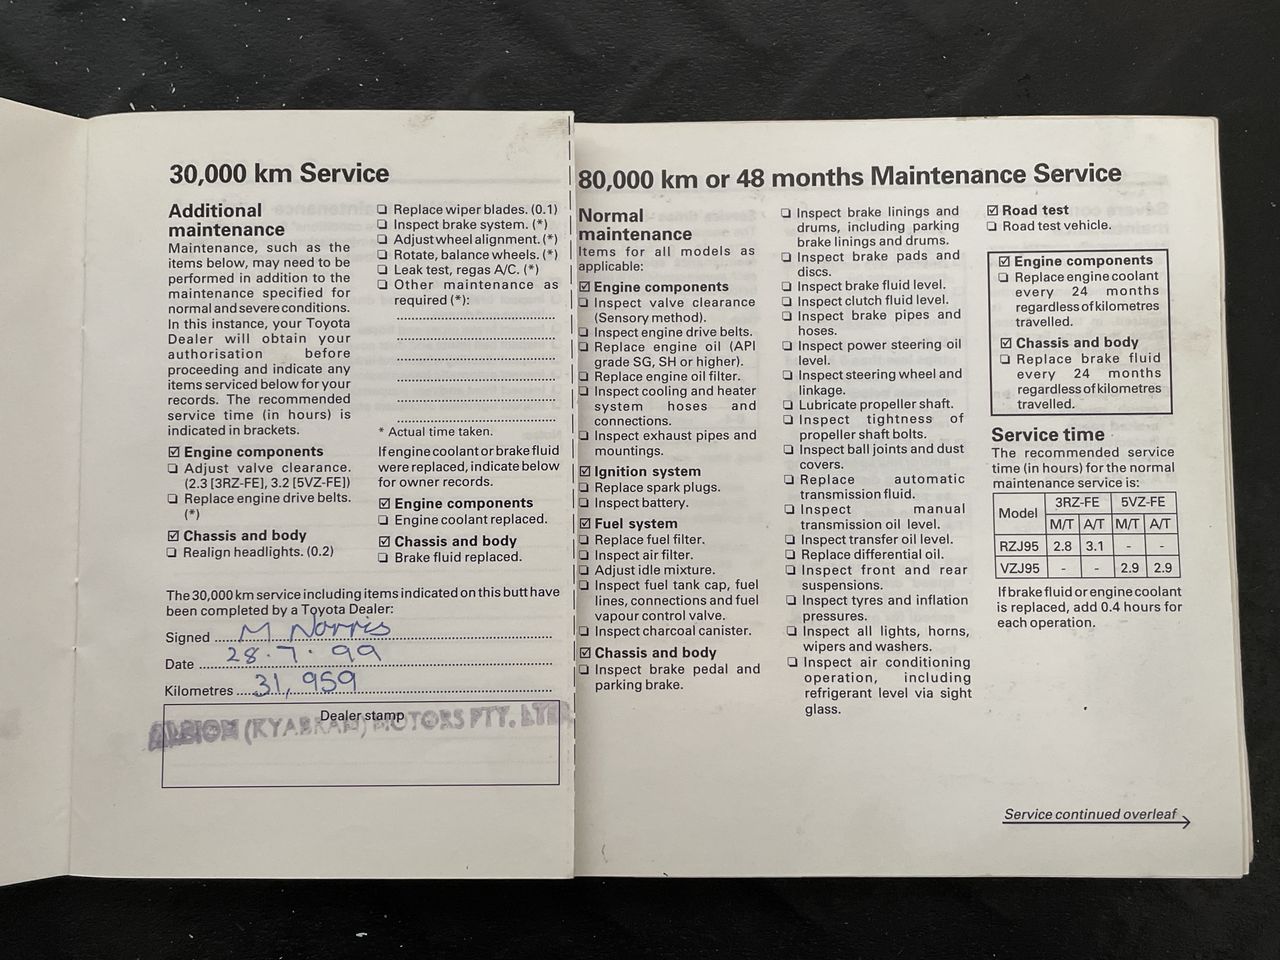 30,000 km Service
Additional
maintenance
Maintenance, such as the
items below, may need to be
performed in addition to the
maintenance specified for
normal and severe conditions.
In this instance, your Toyota
Dealer will obtain your
authorisation before
proceeding and indicate any
items serviced below for your
records. The recommended
service time (in hours) is
indicated in brackets.
☑ Engine components
❏ Adjust valve clearance.
(2.3 [3RZ-FE], 3.2 [5VZ-FE])
❏ Replace engine drive belts.
(*)
☑ Chassis and body
❏ Realign headlights. (0.2)
❏ Replace wiper blades. (0.1)
❏ Inspect brake system. (*)
❏ Adjust wheel alignment. (*)
❏ Rotate, balance wheels. (*)
❏ Leak test, regas A/C. (*)
❏ Other maintenance as
required (*):
* Actual time taken.
If engine coolant or brake fluid
were replaced, indicate below
for owner records.
☑ Engine components
❏ Engine coolant replaced.
☑ Chassis and body
❏ Brake fluid replaced.
The 30,000 km service including items indicated on this butt have
been completed by a Toyota Dealer:
Signed M Norris
Date 28.7.99
Kilometres 31,959
Dealer stamp
ALBION (KYABRAM) MOTORS PTY. LTD.
80,000 km or 48 months Maintenance Service
Normal
maintenance
Items for all models as
applicable:
☑ Engine components
❏ Inspect valve clearance
(Sensory method).
❏ Inspect engine drive belts.
❏ Replace engine oil (API
grade SG, SH or higher).
❏ Replace engine oil filter.
❏ Inspect cooling and heater
system hoses and
connections.
❏ Inspect exhaust pipes and
mountings.
☑ Ignition system
❏ Replace spark plugs.
❏ Inspect battery.
☑ Fuel system
❏ Replace fuel filter.
❏ Inspect air filter.
❏ Adjust idle mixture.
❏ Inspect fuel tank cap, fuel
lines, connections and fuel
vapour control valve.
❏ Inspect charcoal canister.
☑ Chassis and body
❏ Inspect brake pedal and
parking brake.
❏ Inspect brake linings and
drums, including parking
brake linings and drums.
❏ Inspect brake pads and
discs.
❏ Inspect brake fluid level.
❏ Inspect clutch fluid level.
❏ Inspect brake pipes and
hoses.
❏ Inspect power steering oil
level.
❏ Inspect steering wheel and
linkage.
❏ Lubricate propeller shaft.
❏ Inspect tightness of
propeller shaft bolts.
❏ Inspect ball joints and dust
covers.
❏ Replace automatic
transmission fluid.
❏ Inspect manual
transmission oil level.
❏ Inspect transfer oil level.
❏ Replace differential oil.
❏ Inspect front and rear
suspensions.
❏ Inspect tyres and inflation
pressures.
❏ Inspect all lights, horns,
wipers and washers.
❏ Inspect air conditioning
operation, including
refrigerant level via sight
glass.
☑ Road test
❏ Road test vehicle.
☑ Engine components
❏ Replace engine coolant
every 24 months
regardless of kilometres
travelled.
☑ Chassis and body
❏ Replace brake fluid
every 24 months
regardless of kilometres
travelled.
Service time
The recommended service
time (in hours) for the normal
maintenance service is:
Model 3RZ-FE 5VZ-FE
M/T A/T M/T A/T
RZJ95 2.8 3.1 - -
VZJ95 - - 2.9 2.9
If brake fluid or engine coolant
is replaced, add 0.4 hours for
each operation.
Service continued overleaf